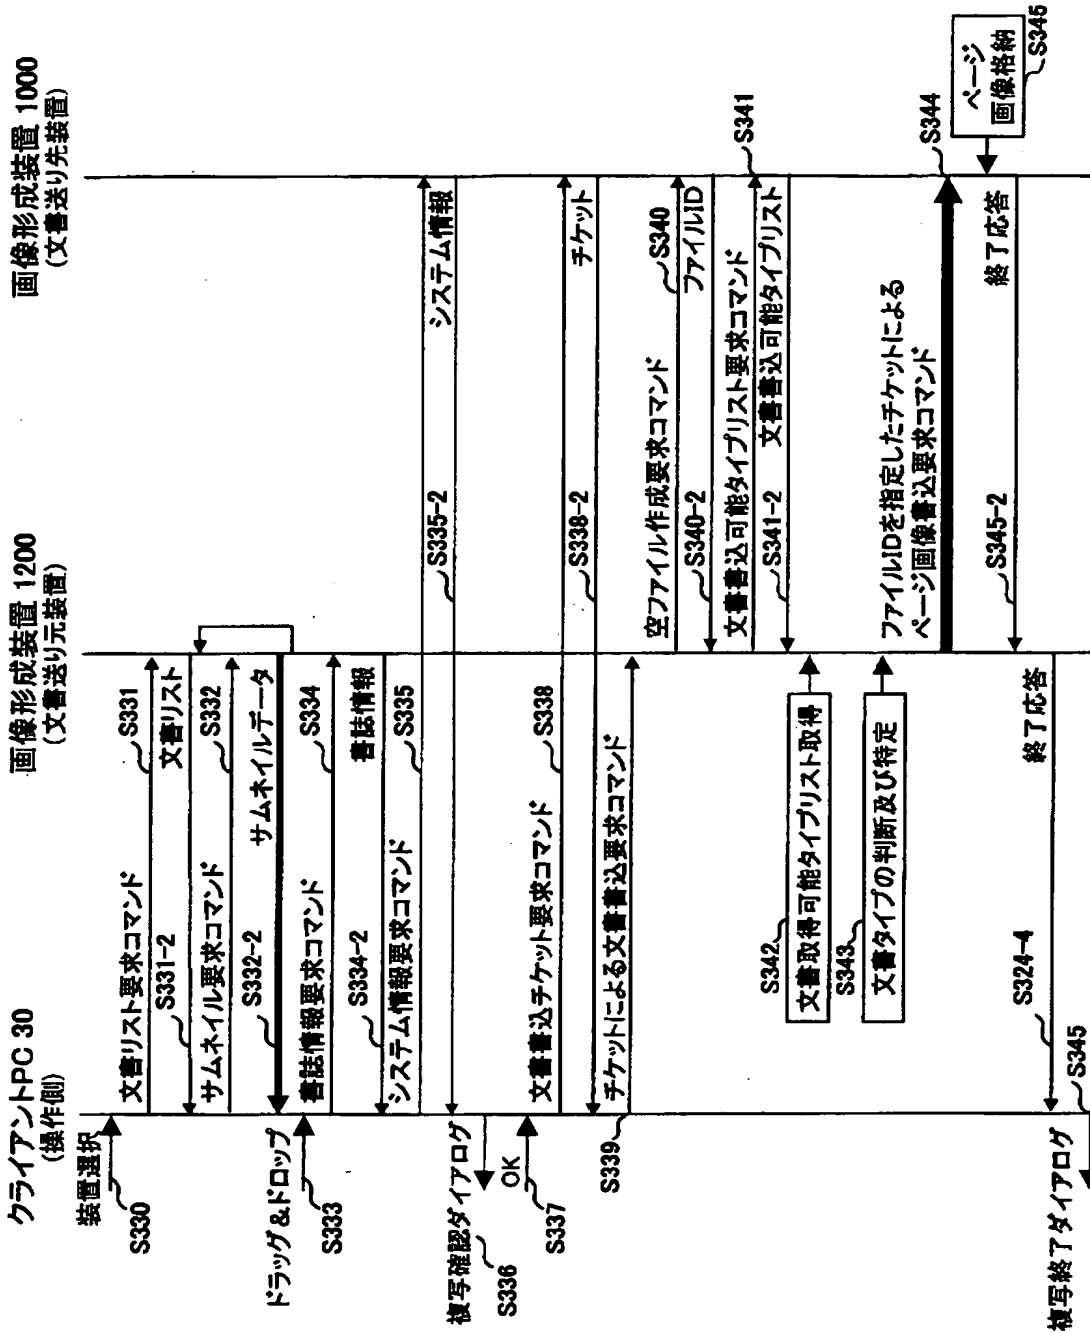 クライアントPC 30
(操作側)
画像形成装置 1200
(文書送り元装置)
画像形成装置 1000
(文書送り先装置)
装置選択
S330
文書リスト要求コマンド
S331
S331-2
文書リスト
サムネイル要求コマンド
S332
S332-2
サムネイルデータ
ドラッグ&ドロップ
S333
書誌情報要求コマンド
S334
S334-2
書誌情報
システム情報要求コマンド
S335
S335-2
システム情報
複写確認ダイアログ
S336
OK
S337
文書書込チケット要求コマンド
S338
S338-2
チケット
チケットによる文書書込要求コマンド
S339
空ファイル作成要求コマンド
S340
S340-2
ファイルID
文書書込可能タイプリスト要求コマンド
S341
S341-2
文書書込可能タイプリスト
S342
文書取得可能タイプリスト取得
S343
文書タイプの判断及び特定
ファイルIDを指定したチケットによる
ページ画像書込要求コマンド
S344
ページ
画像格納
S345
S345-2
終了応答
S324-4
終了応答
複写終了ダイアログ
S345